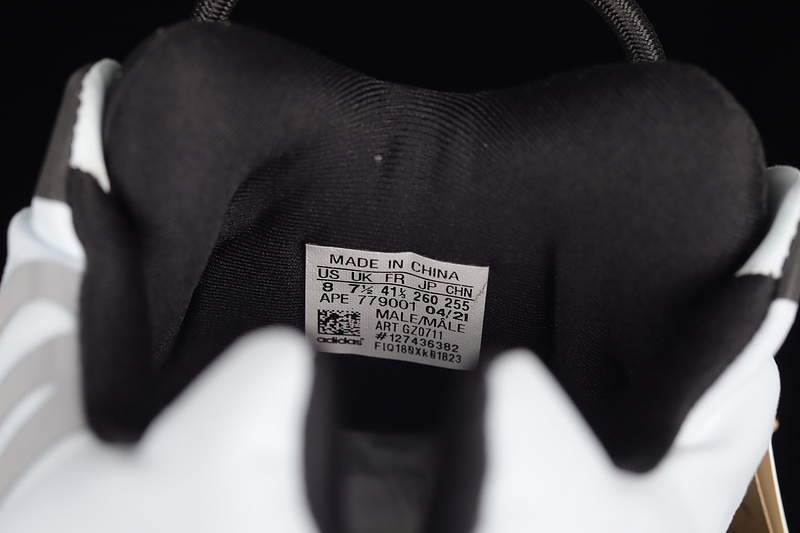 MADE IN CHINA
US UK FR JP CHN
8 7½ 41⅓ 260 255
APE 779001 04/21
MALE/MÂLE
ART GZ0711
#127436382
adidas FIQ180Xk01823